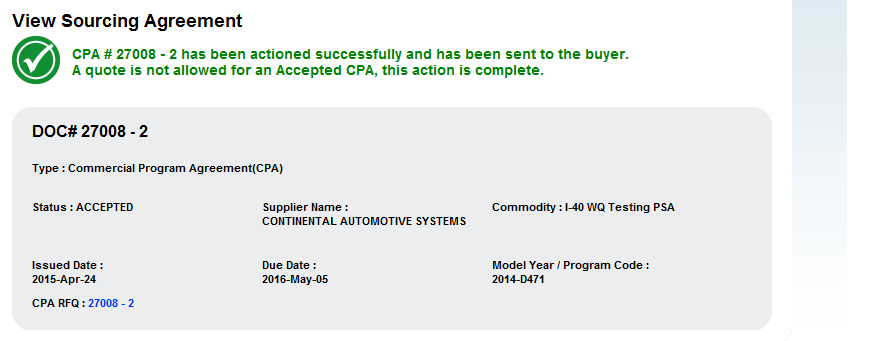 View Sourcing Agreement
CPA # 27008 - 2 has been actioned successfully and has been sent to the buyer.
A quote is not allowed for an Accepted CPA, this action is complete.
DOC# 27008 - 2
Type : Commercial Program Agreement(CPA)
Status : ACCEPTED
Supplier Name :
CONTINENTAL AUTOMOTIVE SYSTEMS
Commodity : I-40 WQ Testing PSA
Issued Date :
2015-Apr-24
Due Date :
2016-May-05
Model Year / Program Code :
2014-D471
CPA RFQ : 27008 - 2